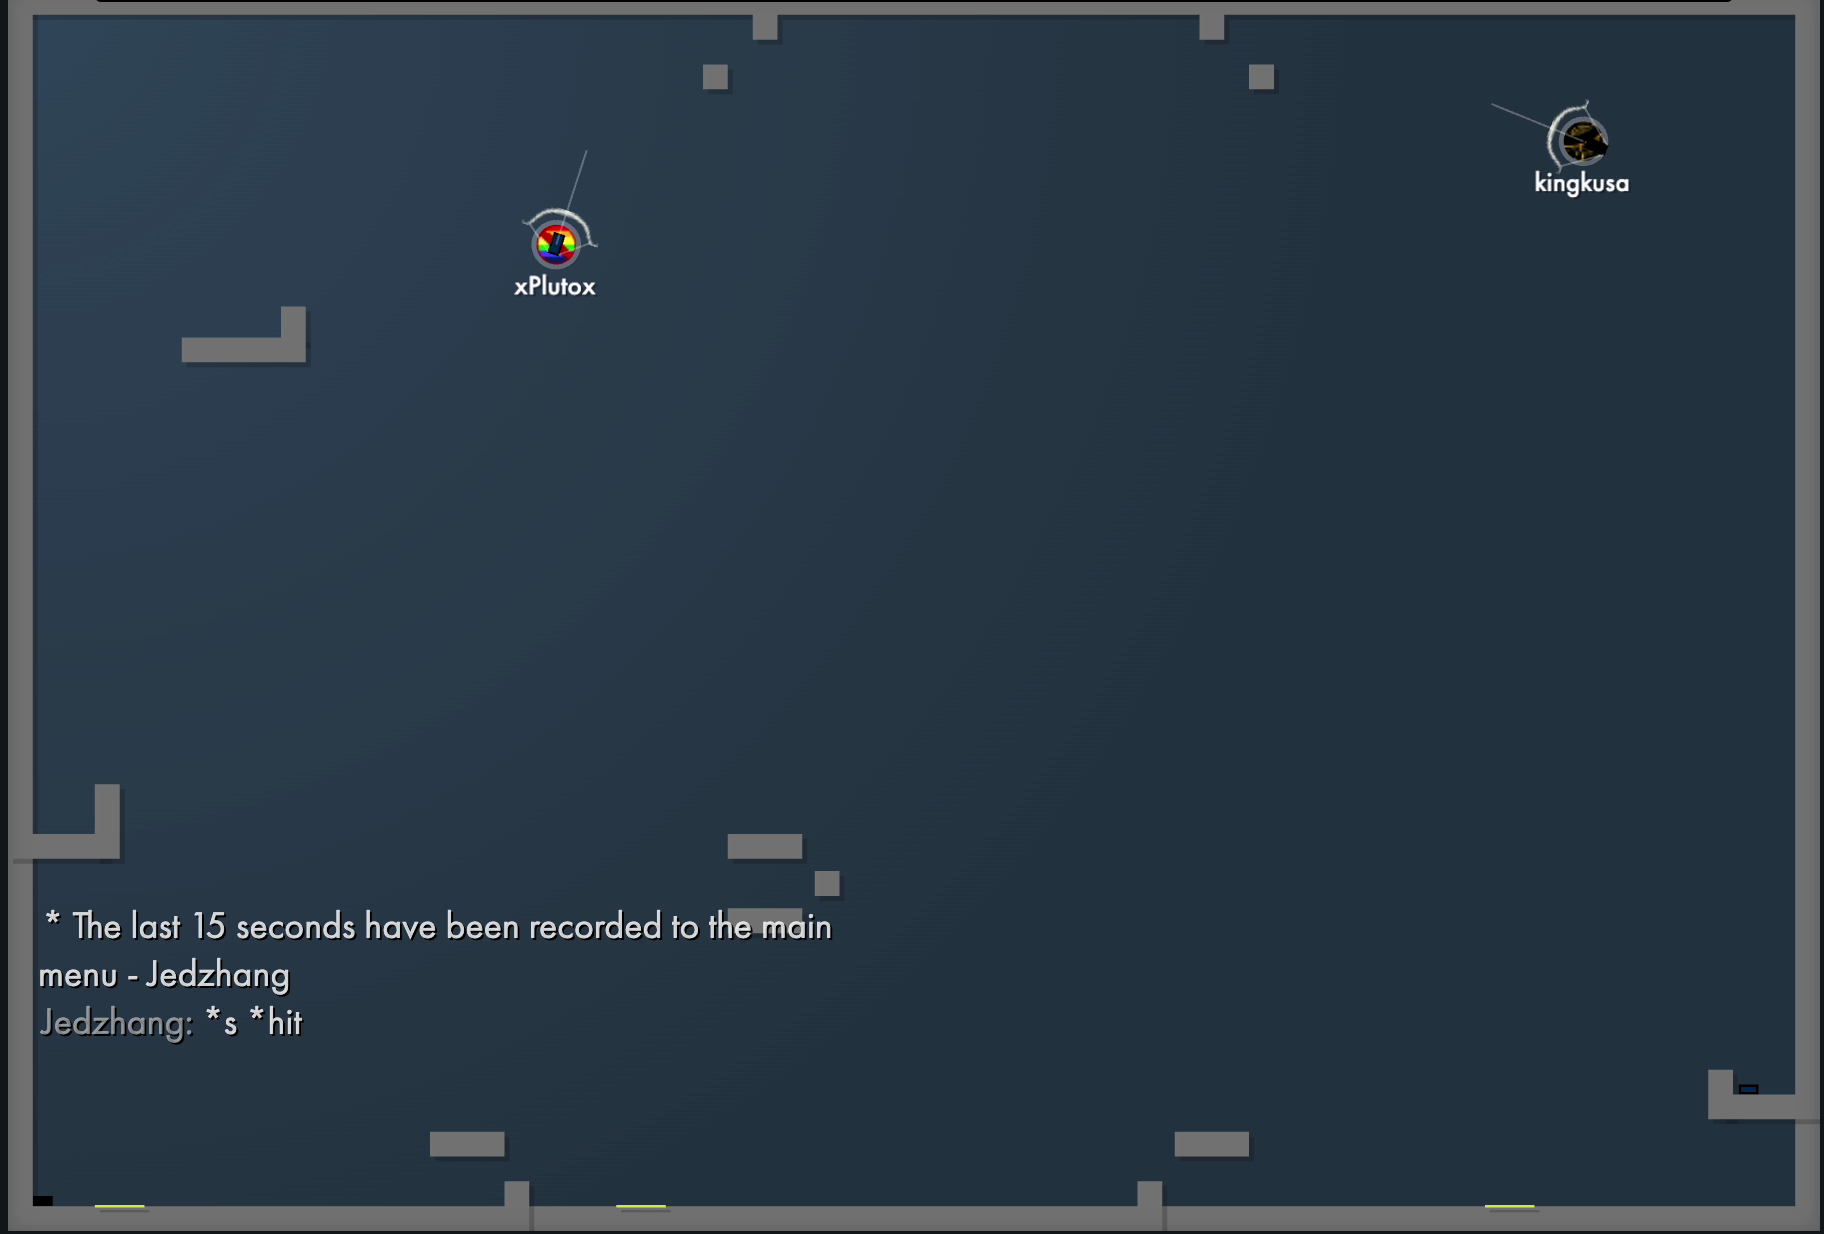 kingkusa
xPlutox
* The last 15 seconds have been recorded to the main
menu - Jedzhang
Jedzhang: *s *hit